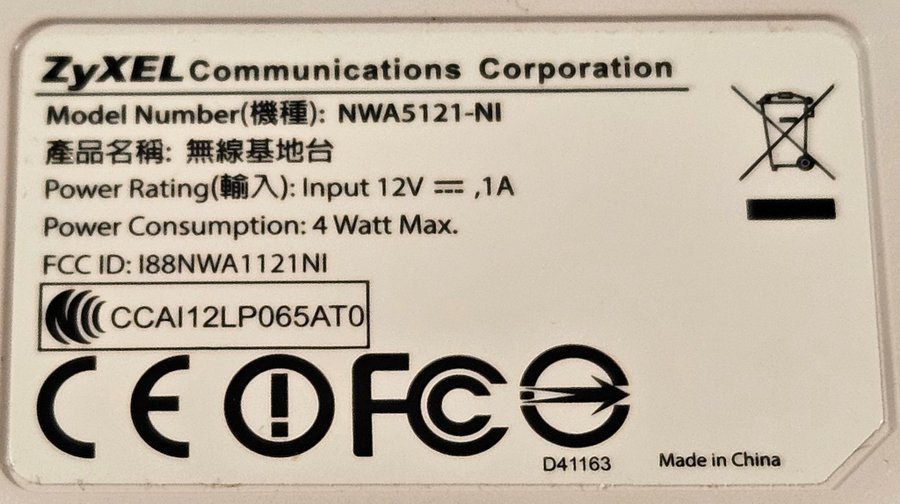 ZyXEL Communications Corporation
Model Number(機種): NWA5121-NI
產品名稱: 無線基地台
Power Rating(輸入): Input 12V ⎓ ,1A
Power Consumption: 4 Watt Max.
FCC ID: I88NWA1121NI
CCAI12LP065AT0
CE FC
D41163
Made in China